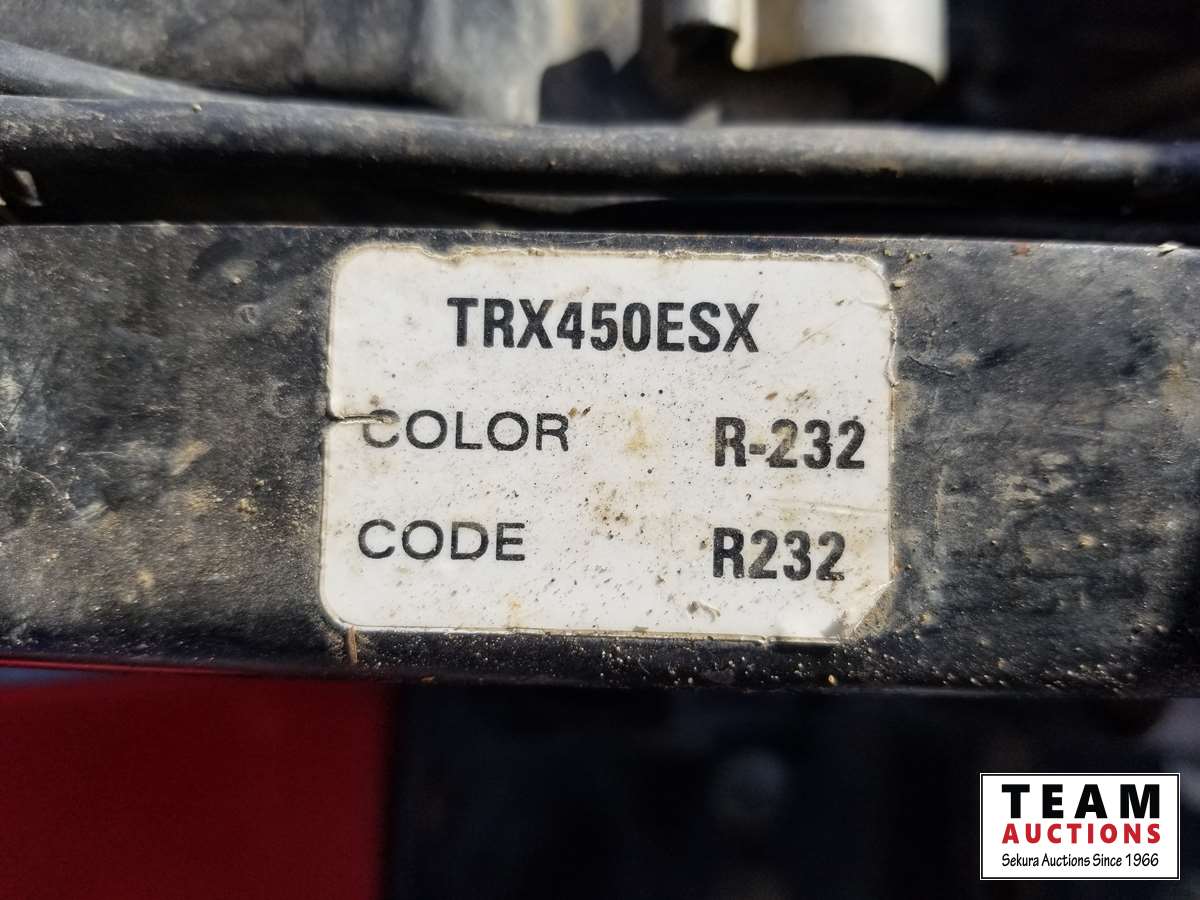 TRX450ESX
COLOR R-232
CODE R232
TEAM
AUCTIONS
Sekura Auctions Since 1966